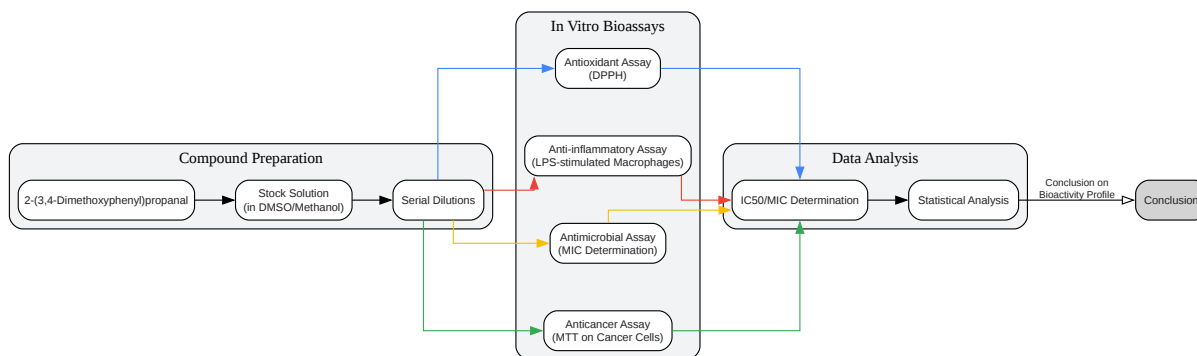 Compound Preparation
2-(3,4-Dimethoxyphenyl)propanal
Stock Solution
(in DMSO/Methanol)
Serial Dilutions
In Vitro Bioassays
Antioxidant Assay
(DPPH)
Anti-inflammatory Assay
(LPS-stimulated Macrophages)
Antimicrobial Assay
(MIC Determination)
Anticancer Assay
(MTT on Cancer Cells)
Data Analysis
IC50/MIC Determination
Statistical Analysis
Conclusion on
Bioactivity Profile
Conclusion